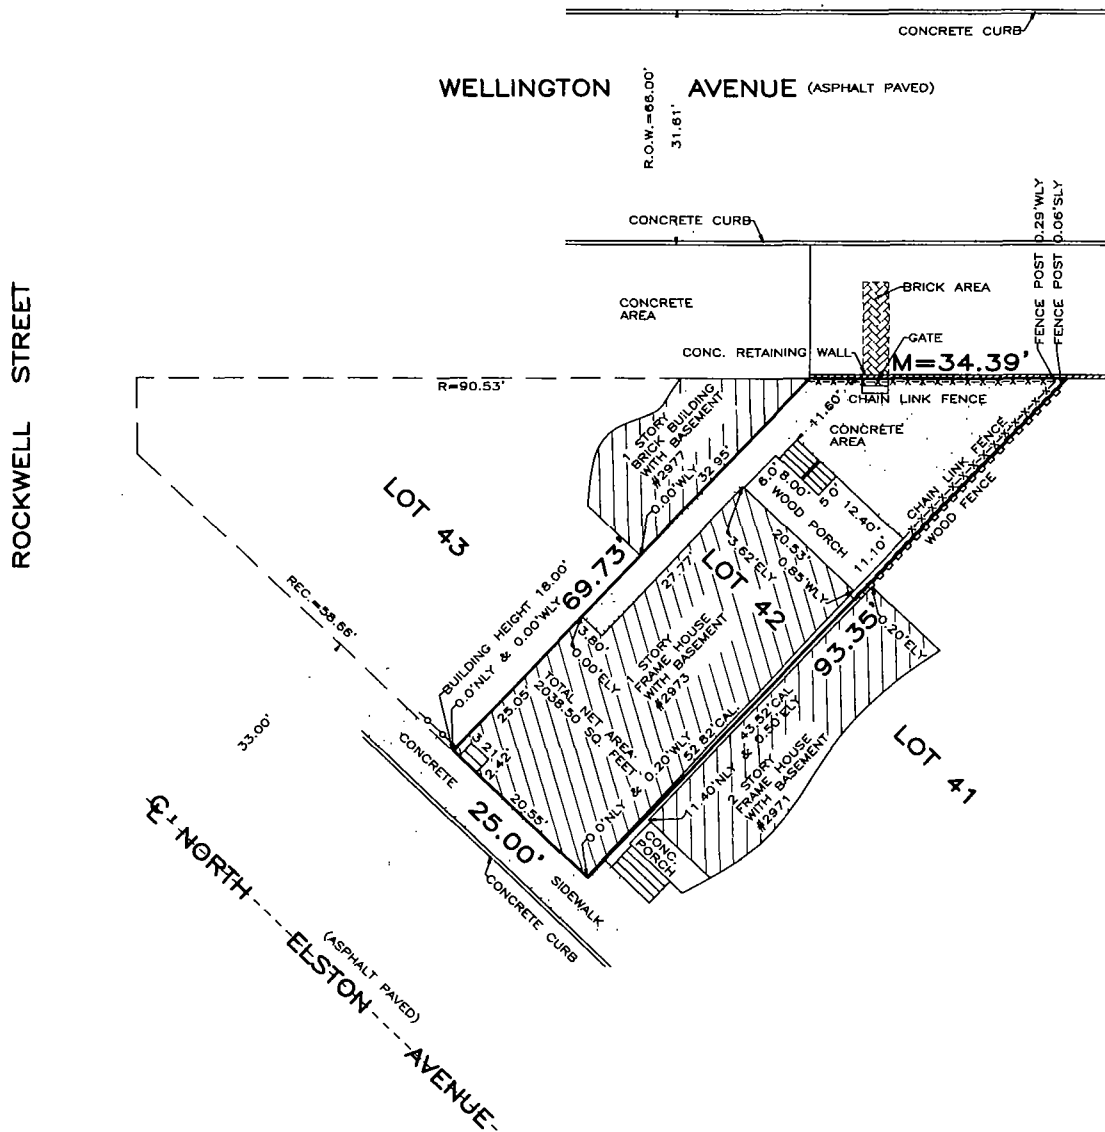 CONCRETE CURB
WELLINGTON AVENUE (ASPHALT PAVED)
R.O.W.=66.00'
31.61'
CONCRETE CURB
FENCE POST 0.29'WLY
FENCE POST 0.06'SLY
ROCKWELL STREET
CONCRETE
AREA
BRICK AREA
GATE
CONC. RETAINING WALL
M=34.39'
R=90.53'
CHAIN LINK FENCE
1 STORY
BRICK BUILDING
WITH BASEMENT
#2977
0.00'WLY
32.95'
11.60'
CONCRETE
AREA
CHAIN LINK FENCE
WOOD FENCE
6.0'
8.00'
5.0'
12.40'
WOOD PORCH
11.10'
LOT 43
3.62'ELY
20.53'
0.85'WLY
LOT 42
27.77'
69.73'
BUILDING HEIGHT 18.00'
0.0'NLY & 0.00'WLY
REC.=58.66'
3.80'
0.00'ELY
1 STORY
FRAME HOUSE
WITH BASEMENT
#2973
93.35'
0.20'ELY
25.05'
TOTAL NET AREA:
2038.50
SQ. FEET
0.0'NLY & 0.20'WLY
52.82'CAL.
43.52'CAL
11.40'NLY & 0.50'ELY
2 STORY
FRAME HOUSE
WITH BASEMENT
#2971
LOT 41
33.00'
CONCRETE
3.21'
2.42'
20.55'
25.00'
CONC.
PORCH
SIDEWALK
CONCRETE CURB
NORTH ELSTON AVENUE
(ASPHALT PAVED)